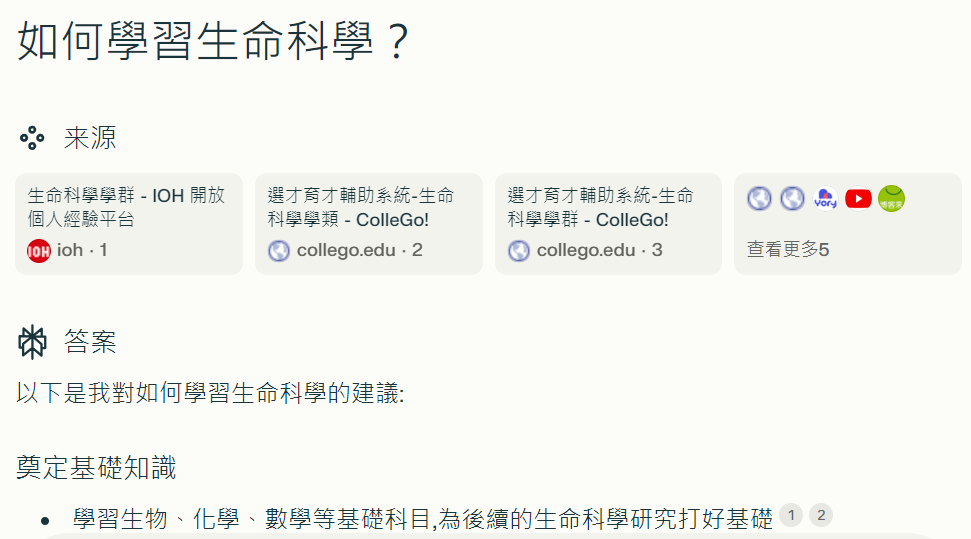 如何學習生命科學？
来源
生命科學學群 - IOH 開放
個人經驗平台
IOH ioh · 1
選才育才輔助系統-生命
科學學類 - ColleGo!
collego.edu · 2
選才育才輔助系統-生命
科學學群 - ColleGo!
collego.edu · 3
yory 博客來
查看更多5
答案
以下是我對如何學習生命科學的建議:
奠定基礎知識
• 學習生物、化學、數學等基礎科目,為後續的生命科學研究打好基礎 1 2